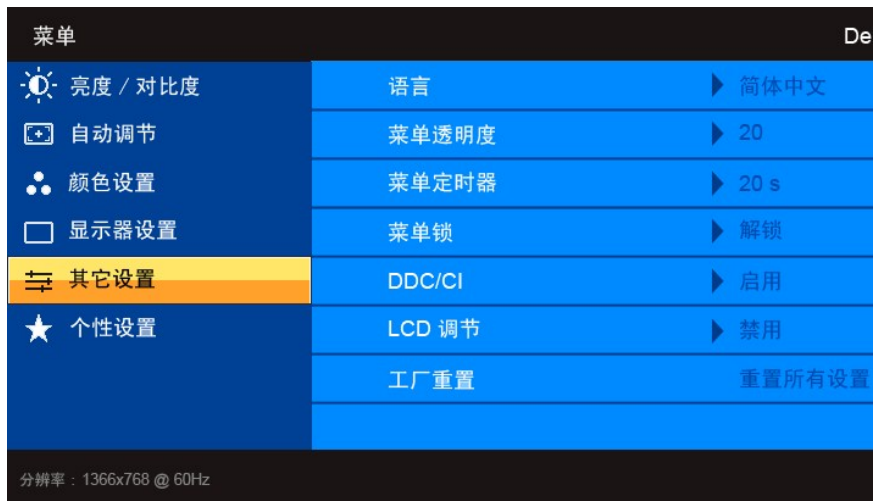 菜单 De
亮度 / 对比度 语言 简体中文
自动调节 菜单透明度 20
颜色设置 菜单定时器 20 s
显示器设置 菜单锁 解锁
其它设置 DDC/CI 启用
个性设置 LCD 调节 禁用
工厂重置 重置所有设置
分辨率 : 1366x768 @ 60Hz